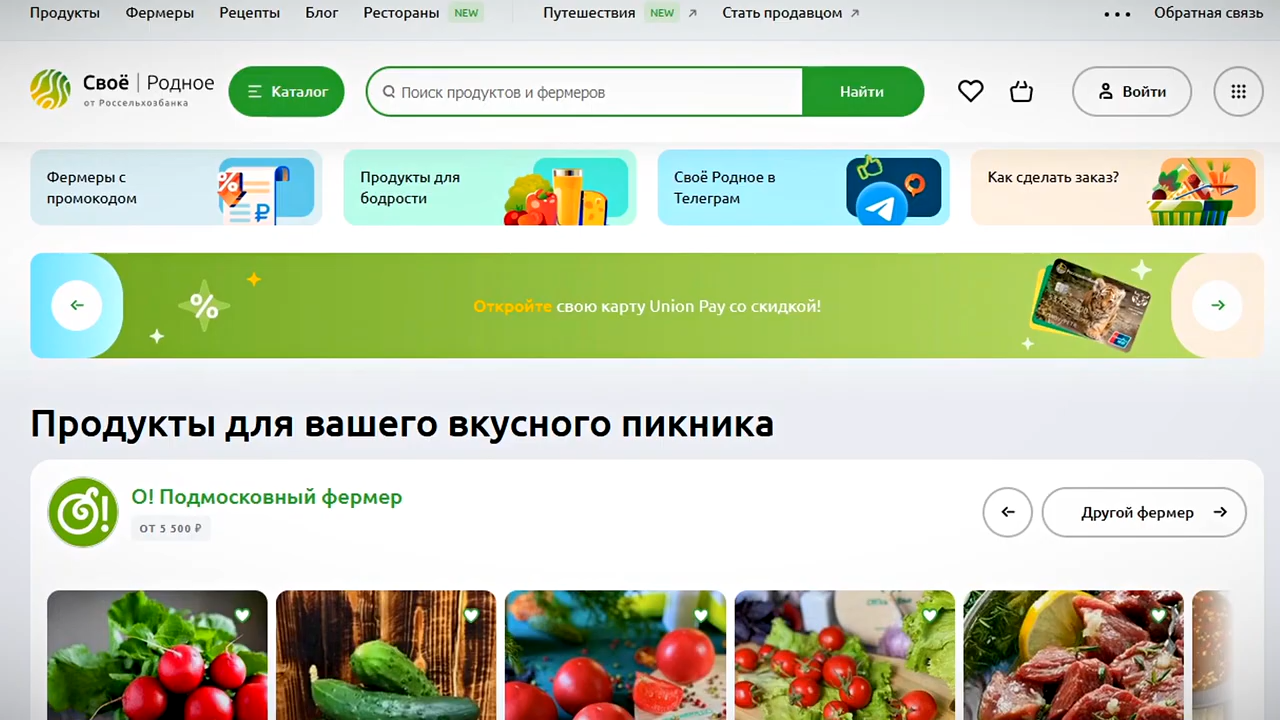 Продукты Фермеры Рецепты Блог Рестораны NEW Путешествия NEW Стать продавцом Обратная связь
Своё | Родное
от Россельхозбанка
Каталог
Поиск продуктов и фермеров
Найти
Войти
Фермеры с
промокодом
Продукты для
бодрости
Своё Родное в
Телеграм
Как сделать заказ?
Откройте свою карту Union Pay со скидкой!
Продукты для вашего вкусного пикника
О! Подмосковный фермер
ОТ 5 500 ₽
Другой фермер